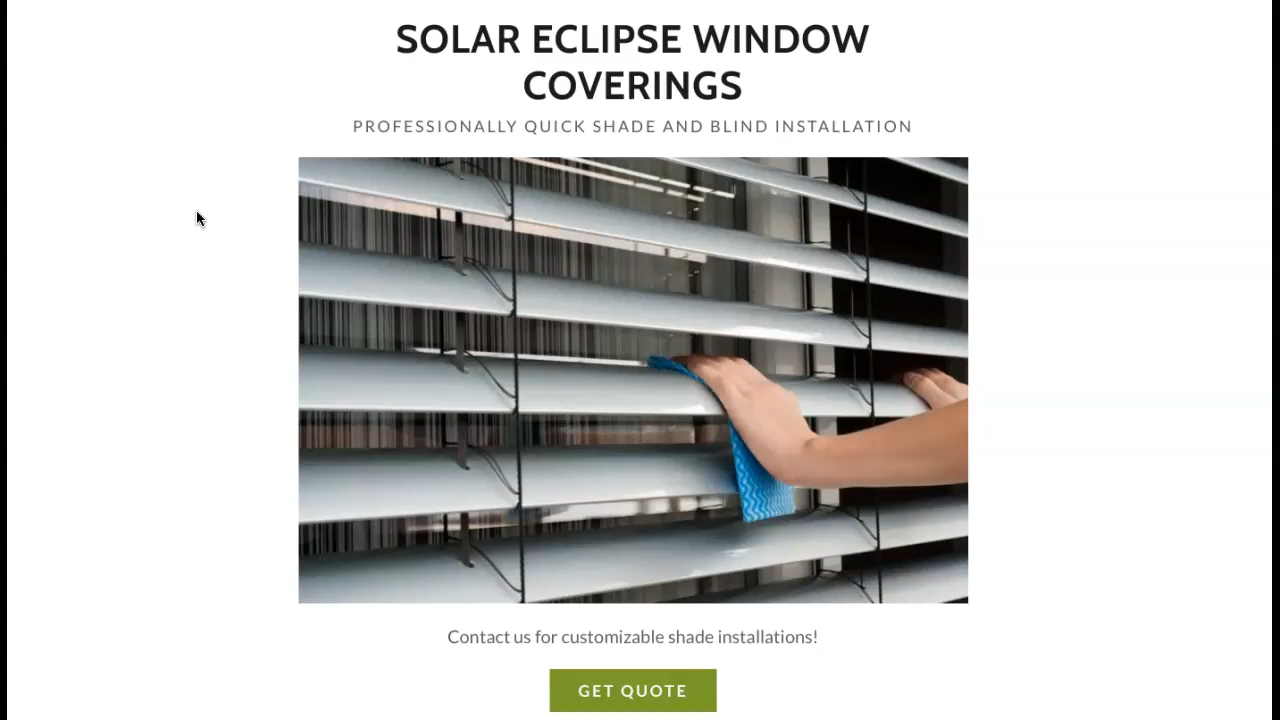 SOLAR ECLIPSE WINDOW
COVERINGS
PROFESSIONALLY QUICK SHADE AND BLIND INSTALLATION
Contact us for customizable shade installations!
GET QUOTE